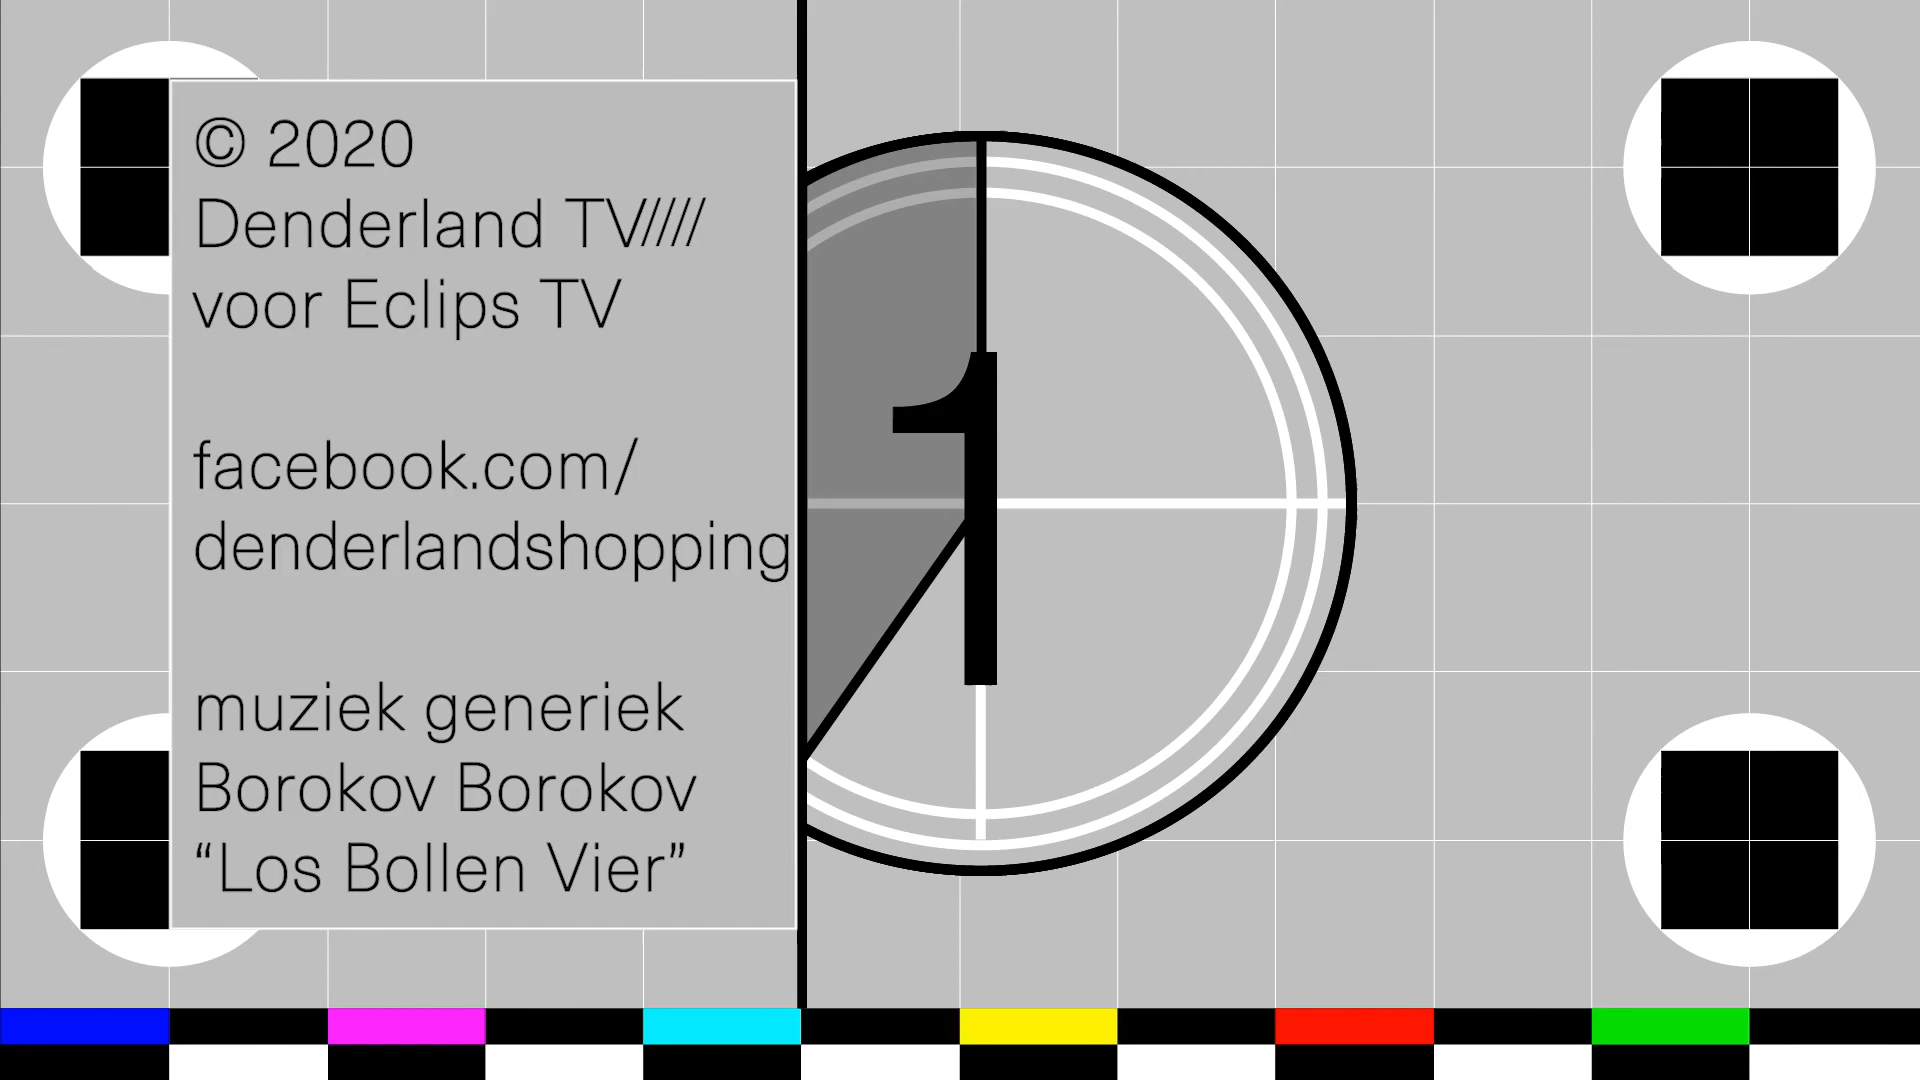 © 2020
Denderland TV////
voor Eclips TV
facebook.com/
denderlandshopping
muziek generiek
Borokov Borokov
“Los Bollen Vier”
1